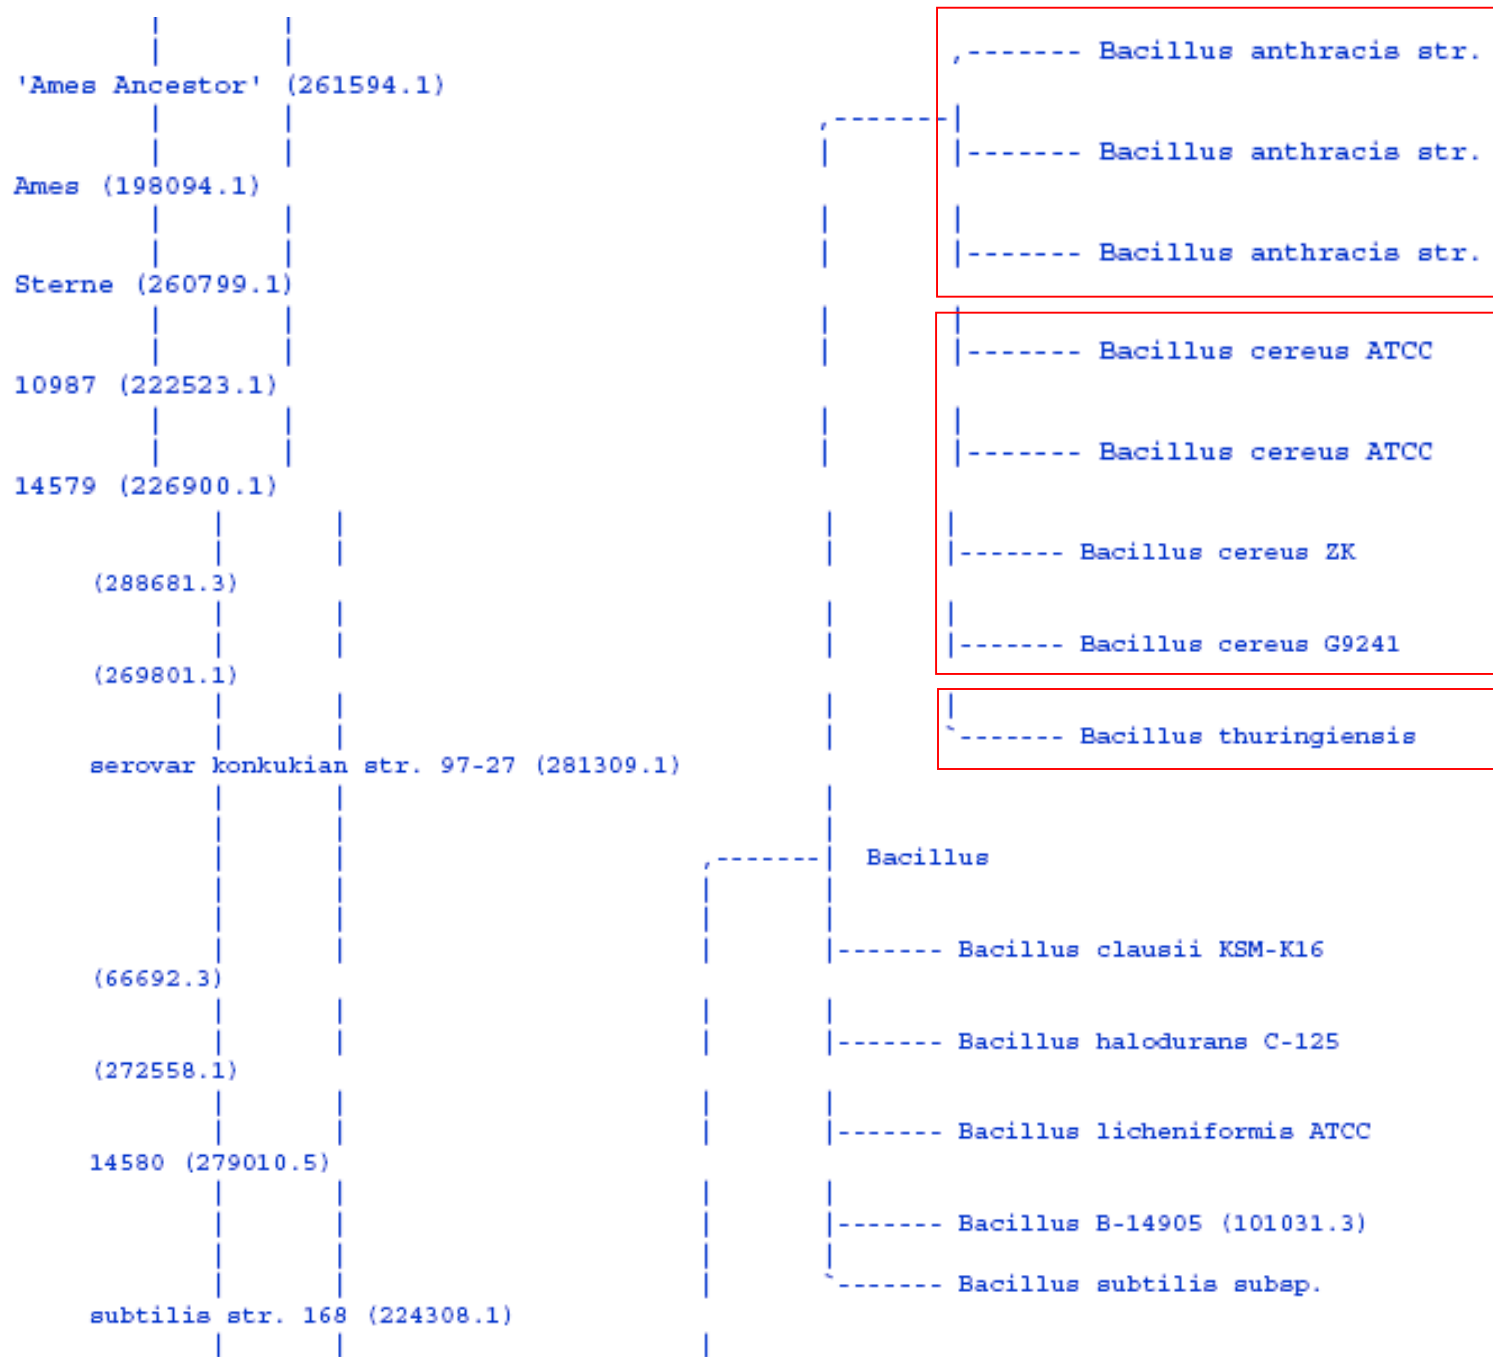 ,------- Bacillus anthracis str.
'Ames Ancestor' (261594.1)
,-------|
|------- Bacillus anthracis str.
Ames (198094.1)
|------- Bacillus anthracis str.
Sterne (260799.1)
|------- Bacillus cereus ATCC
10987 (222523.1)
|------- Bacillus cereus ATCC
14579 (226900.1)
|------- Bacillus cereus ZK
(288681.3)
|------- Bacillus cereus G9241
(269801.1)
`------- Bacillus thuringiensis
serovar konkukian str. 97-27 (281309.1)
,-------| Bacillus
|------- Bacillus clausii KSM-K16
(66692.3)
|------- Bacillus halodurans C-125
(272558.1)
|------- Bacillus licheniformis ATCC
14580 (279010.5)
|------- Bacillus B-14905 (101031.3)
`------- Bacillus subtilis subsp.
subtilis str. 168 (224308.1)